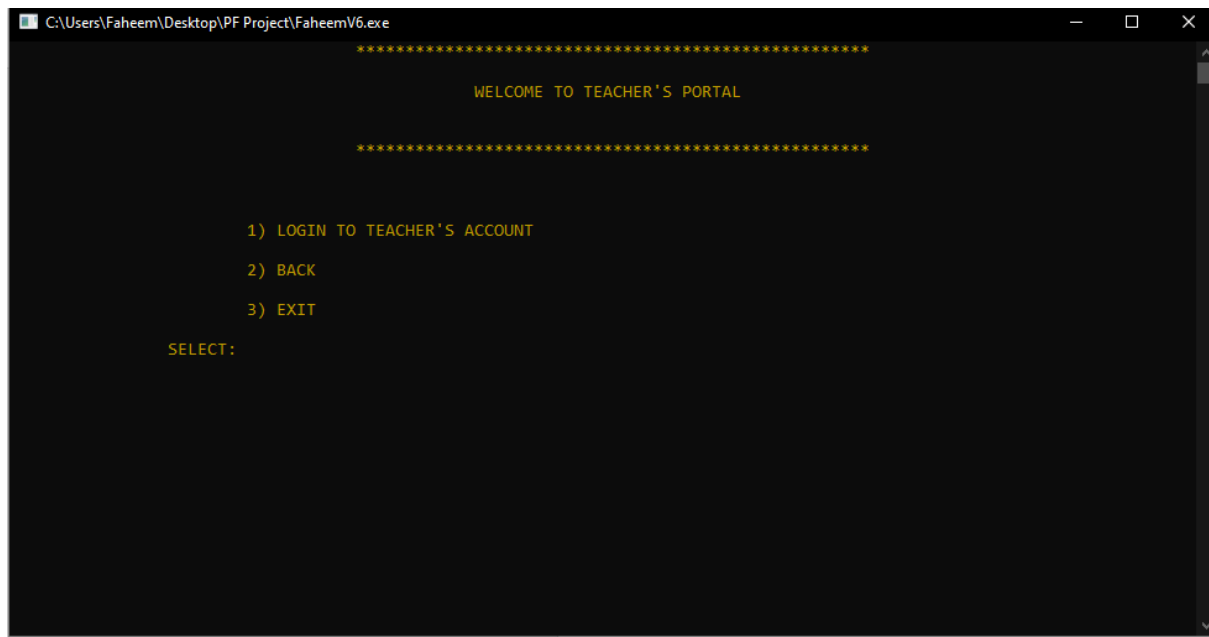 C:\Users\Faheem\Desktop\PF Project\FaheemV6.exe
****************************************************
WELCOME TO TEACHER'S PORTAL
****************************************************
1) LOGIN TO TEACHER'S ACCOUNT
2) BACK
3) EXIT
SELECT: